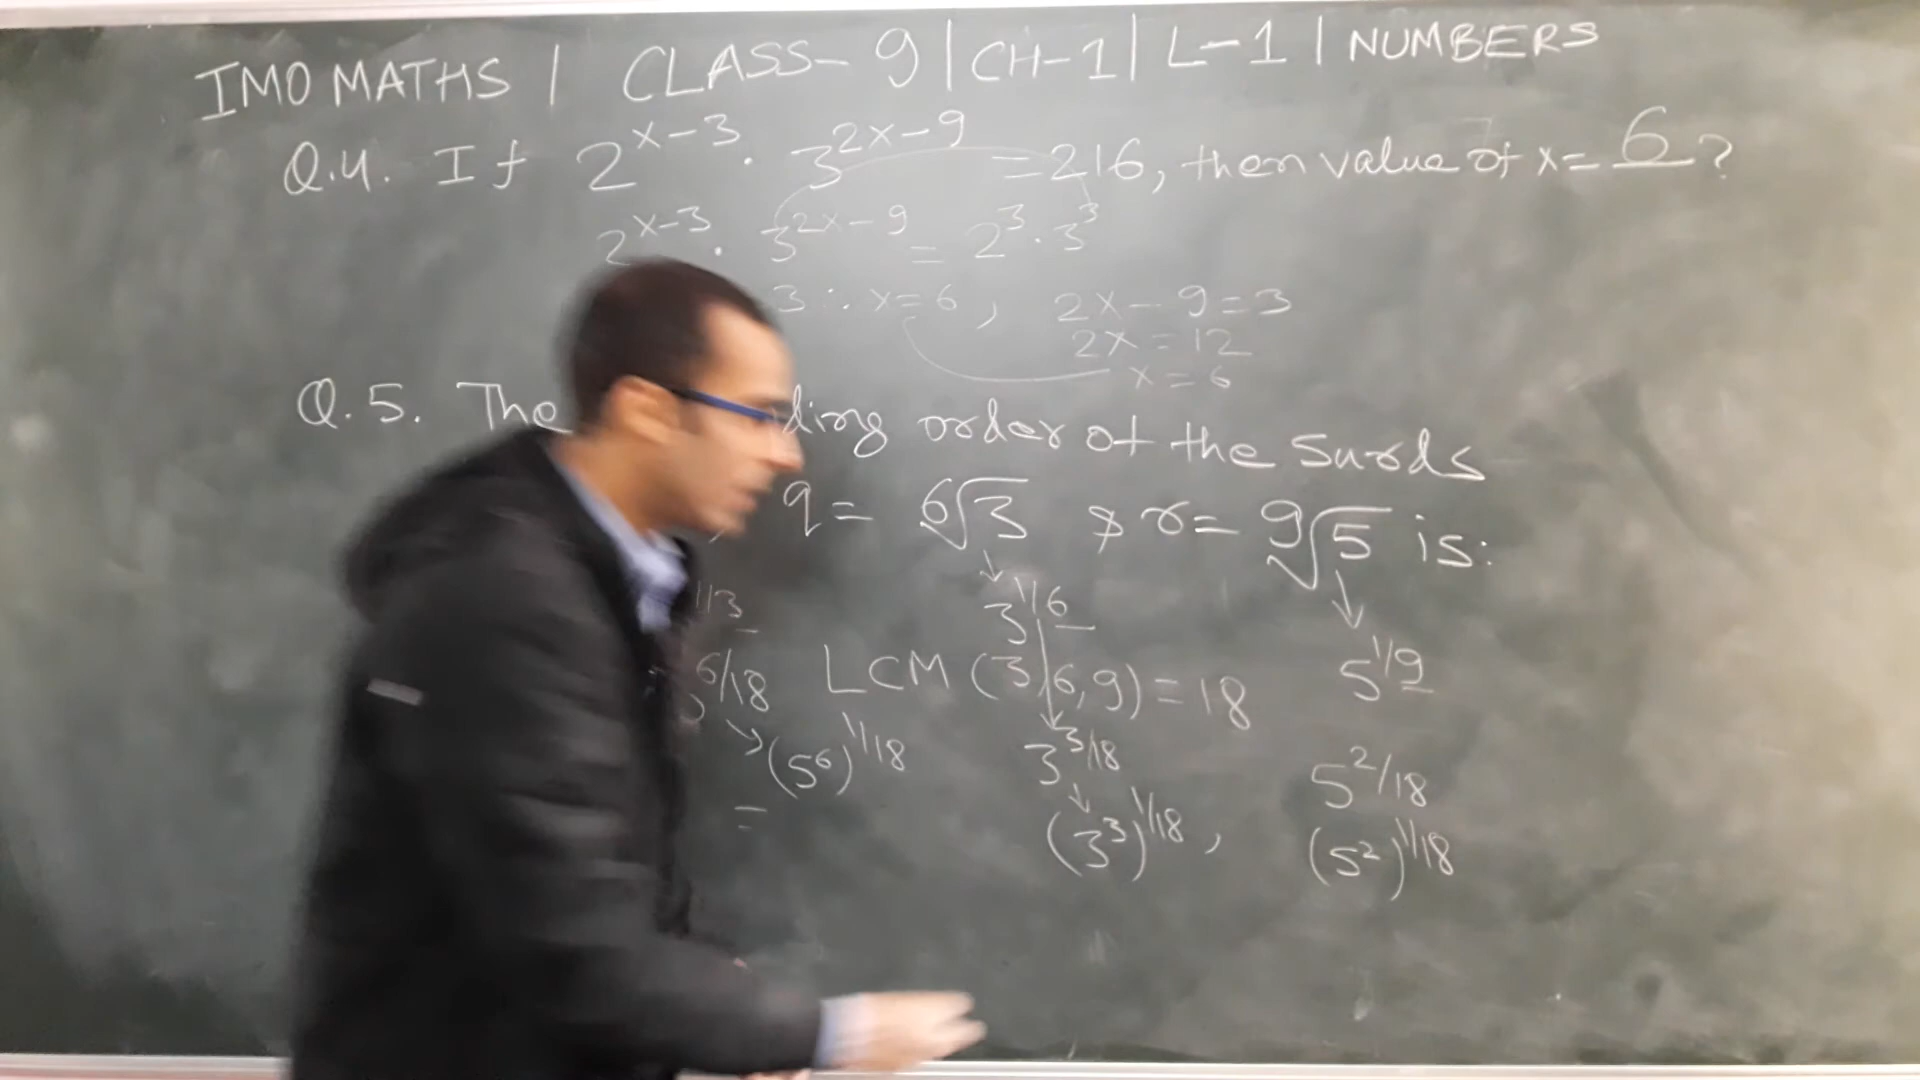 IMO MATHS | CLASS-9 | CH-1 | L-1 | NUMBERS
Q.4. If 2^{x-3} . 3^{2x-9} = 216, then value of x = 6 ?
2^{x-3} . 3^{2x-9} = 2^3 . 3^3
3 ∴ x=6, 2x-9=3
2x=12
x=6
Q.5. The ding order of the Surds
q = ⁶√3 & r = ⁹√5 is:
1/3 3^{1/6}
6/18 LCM (3,6,9) = 18 5^{1/9}
(5^6)^{1/18} 3^{3/18} 5^{2/18}
= (3^3)^{1/18}, (5^2)^{1/18}